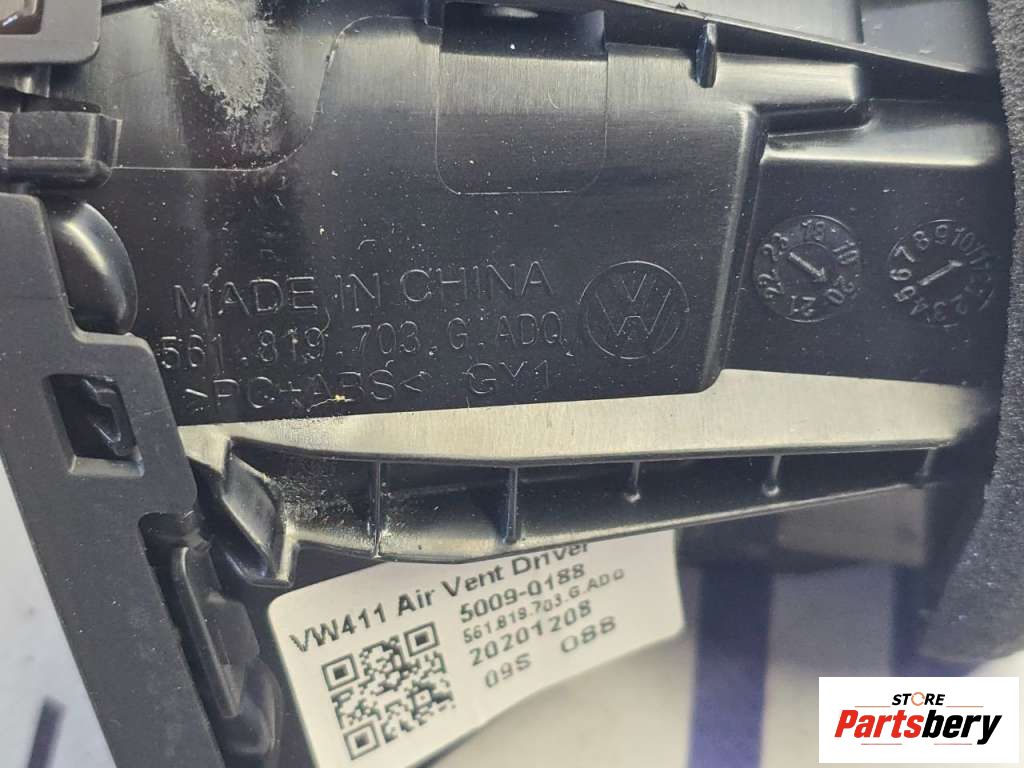 MADE IN CHINA
561.819.703.G.ADQ
>PC+ABS< GY1
VW411 Air Vent Driver
5009-0188
561.819.703.G.ADQ
20201208
09S 088
STORE
Partsbery